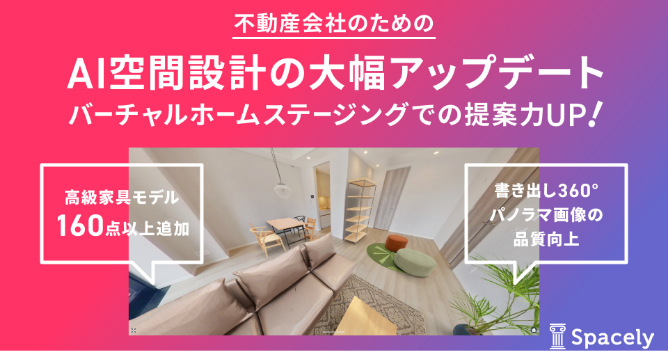 不動産会社のための
AI空間設計の大幅アップデート
バーチャルホームステージングでの提案力UP!
高級家具モデル
160点以上追加
書き出し360°
パノラマ画像の
品質向上
Spacely